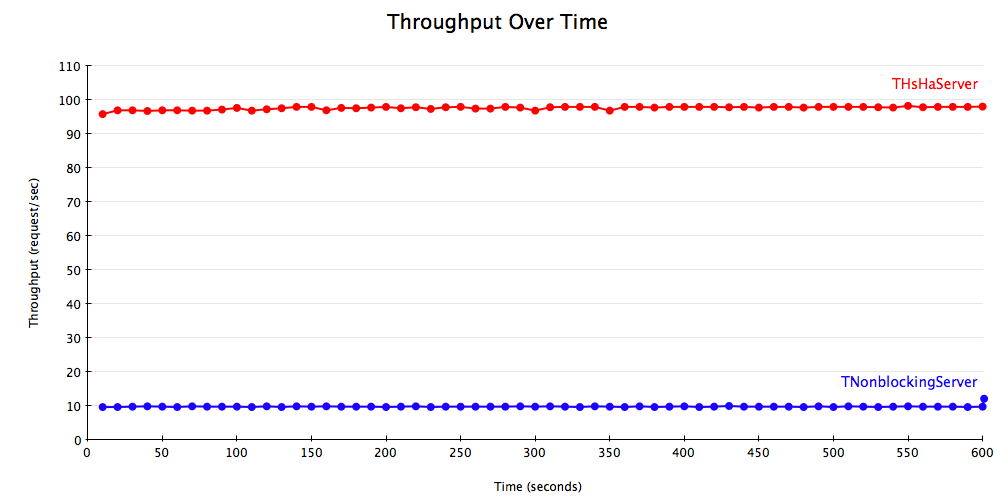 Throughput Over Time
THsHaServer
TNonblockingServer
Throughput (request/sec)
110
100
90
80
70
60
50
40
30
20
10
0
0 50 100 150 200 250 300 350 400 450 500 550 600
Time (seconds)